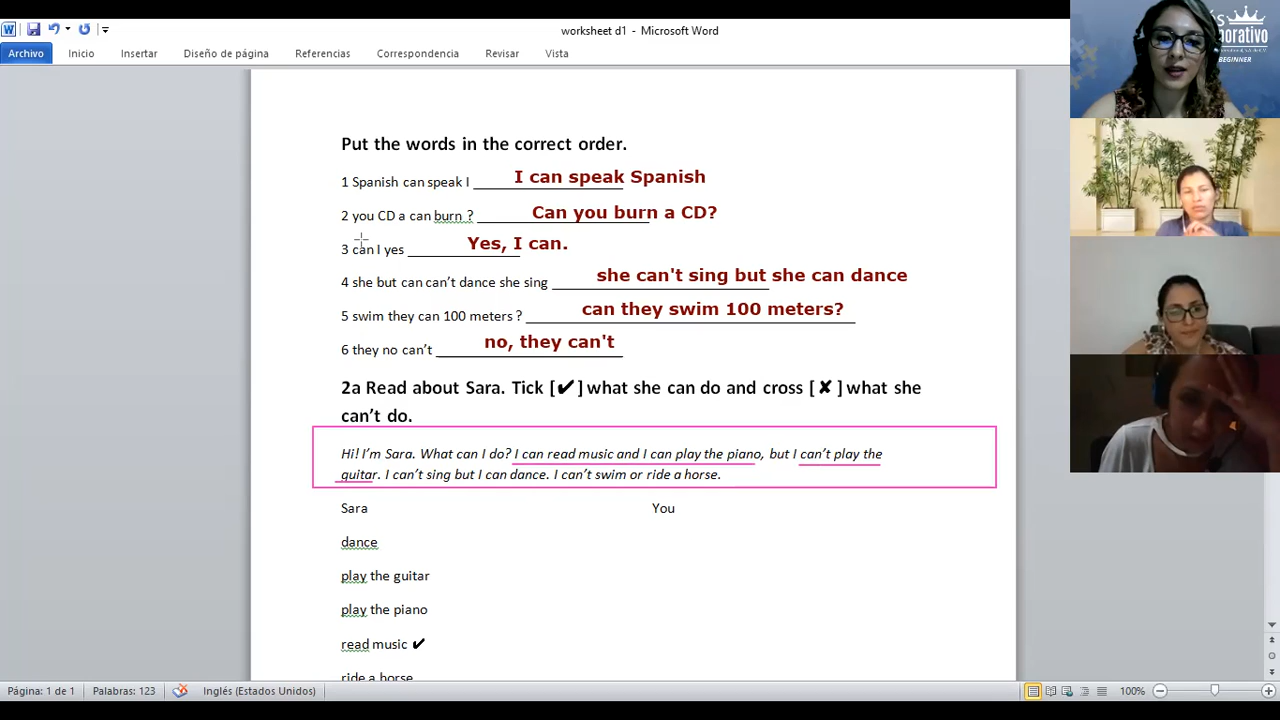 worksheet d1 - Microsoft Word
Archivo Inicio Insertar Diseño de página Referencias Correspondencia Revisar Vista
BEGINNER
Put the words in the correct order.
1 Spanish can speak I ________ I can speak Spanish
2 you CD a can burn ? ________ Can you burn a CD?
3 can I yes ________ Yes, I can.
4 she but can can't dance she sing ________ she can't sing but she can dance
5 swim they can 100 meters ? ________ can they swim 100 meters?
6 they no can't ________ no, they can't
2a Read about Sara. Tick [✔] what she can do and cross [✘] what she
can't do.
Hi! I'm Sara. What can I do? I can read music and I can play the piano, but I can't play the
guitar. I can't sing but I can dance. I can't swim or ride a horse.
Sara You
dance
play the guitar
play the piano
read music ✔
ride a horse
Página: 1 de 1 Palabras: 123 Inglés (Estados Unidos) 100%